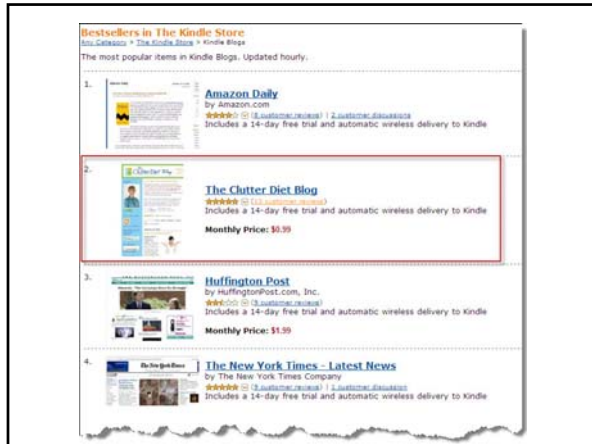 Bestsellers in The Kindle Store
Any Category > The Kindle Store > Kindle Blogs
The most popular items in Kindle Blogs. Updated hourly.
1.
Amazon Daily
by Amazon.com
(8 customer reviews) | 2 customer discussions
Includes a 14-day free trial and automatic wireless delivery to Kindle
2.
The Clutter Diet Blog
The Clutter Diet Blog
(13 customer reviews)
Includes a 14-day free trial and automatic wireless delivery to Kindle
Monthly Price: $0.99
3.
Huffington Post
by HuffingtonPost.com, Inc.
(9 customer reviews)
Includes a 14-day free trial and automatic wireless delivery to Kindle
Monthly Price: $1.99
4.
The New York Times
The New York Times - Latest News
by The New York Times Company
(9 customer reviews) | 1 customer discussion
Includes a 14-day free trial and automatic wireless delivery to Kindle